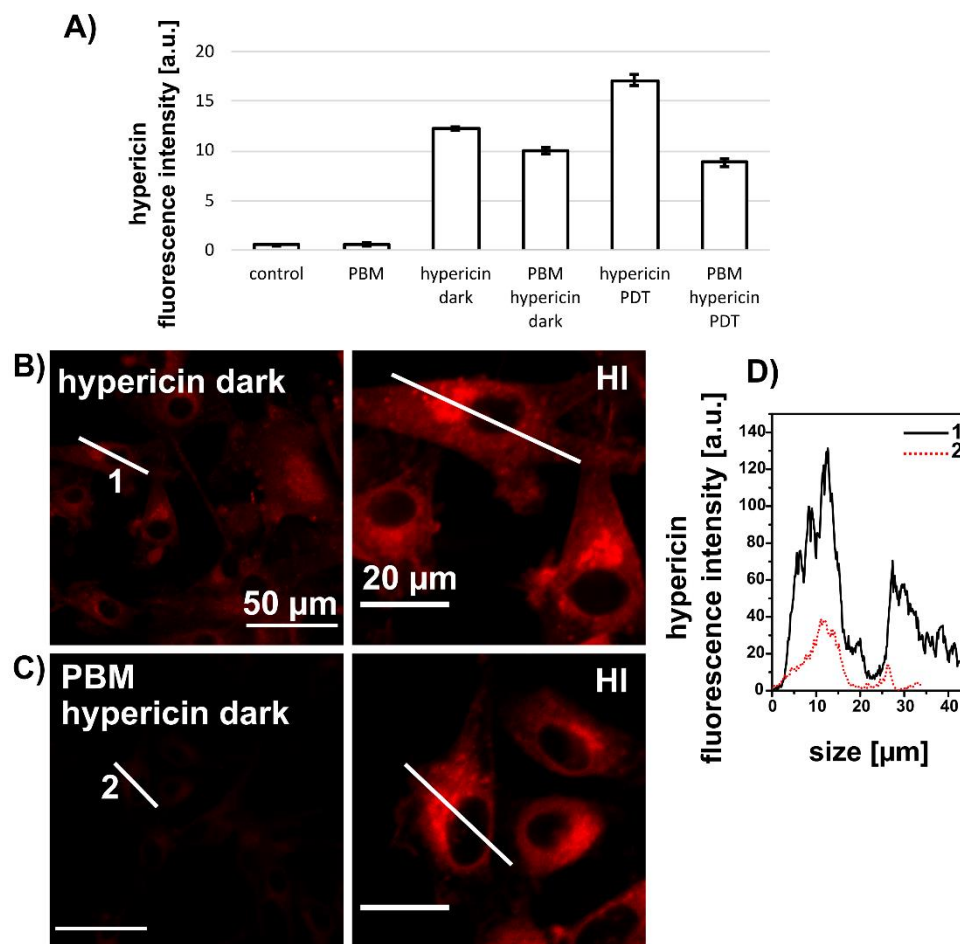 A)
hypericin
fluorescence intensity [a.u.]
20
15
10
5
0
control
PBM
hypericin
dark
PBM
hypericin
dark
hypericin
PDT
PBM
hypericin
PDT
B)
hypericin dark
1
50 µm
HI
20 µm
C)
PBM
hypericin dark
2
HI
D)
hypericin
fluorescence intensity [a.u.]
140
120
100
80
60
40
20
0
1
2
0
10
20
30
40
size [µm]